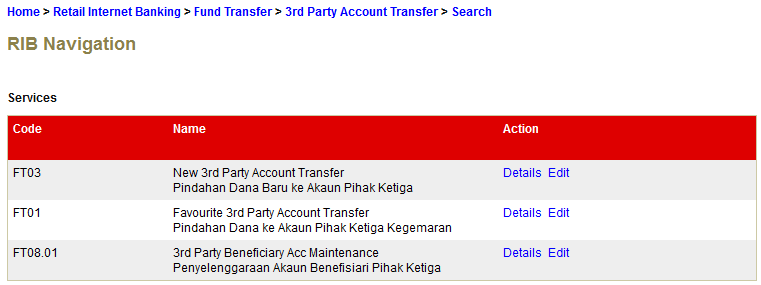 Home > Retail Internet Banking > Fund Transfer > 3rd Party Account Transfer > Search
RIB Navigation
Services
Code Name Action
FT03 New 3rd Party Account Transfer Details Edit
Pindahan Dana Baru ke Akaun Pihak Ketiga
FT01 Favourite 3rd Party Account Transfer Details Edit
Pindahan Dana ke Akaun Pihak Ketiga Kegemaran
FT08.01 3rd Party Beneficiary Acc Maintenance Details Edit
Penyelenggaraan Akaun Benefisiari Pihak Ketiga